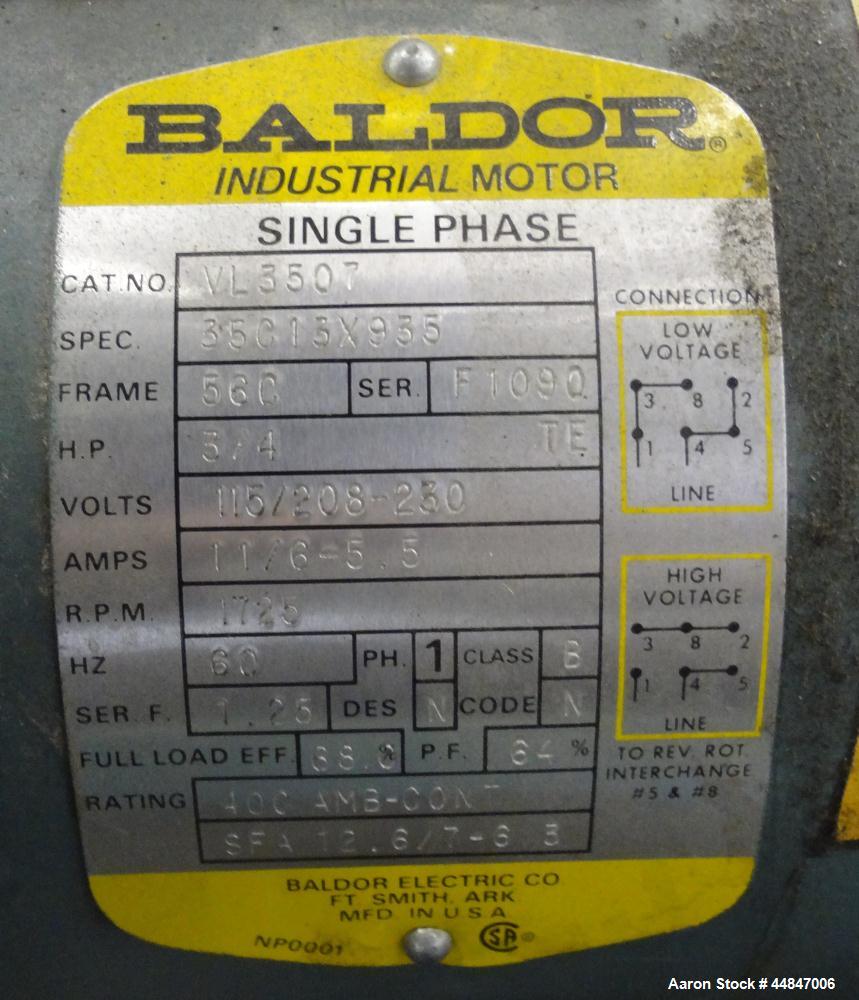 BALDOR®
INDUSTRIAL MOTOR
SINGLE PHASE
CAT.NO. VL3507
SPEC. 35C13X935
FRAME 56C SER. F1090
H.P. 3/4 TE
VOLTS 115/208-230
AMPS 11/6-5.5
R.P.M. 1725
HZ 60 PH. 1 CLASS B
SER. F. 1.25 DES N CODE N
FULL LOAD EFF. % P.F. 64 %
RATING 40C AMB-CONT
SFA 12.6/7-6.3
CONNECTION
LOW
VOLTAGE
3 8 2
1 4 5
LINE
HIGH
VOLTAGE
3 8 2
1 4 5
LINE
TO REV. ROT.
INTERCHANGE
#5 & #8
BALDOR ELECTRIC CO
FT. SMITH, ARK
MFD. IN U.S.A
NP0001 SA ®
Aaron Stock # 44847006